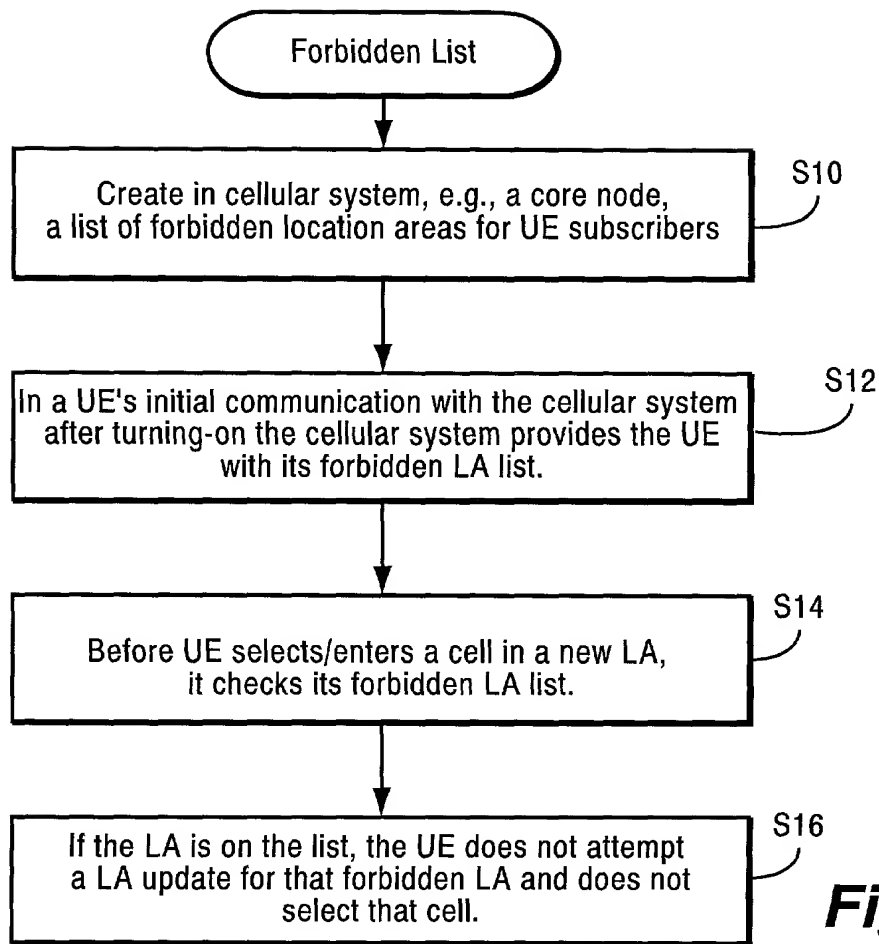 Forbidden List
Create in cellular system, e.g., a core node,
a list of forbidden location areas for UE subscribers
S10
In a UE's initial communication with the cellular system
after turning-on the cellular system provides the UE
with its forbidden LA list.
S12
Before UE selects/enters a cell in a new LA,
it checks its forbidden LA list.
S14
If the LA is on the list, the UE does not attempt
a LA update for that forbidden LA and does not
select that cell.
S16